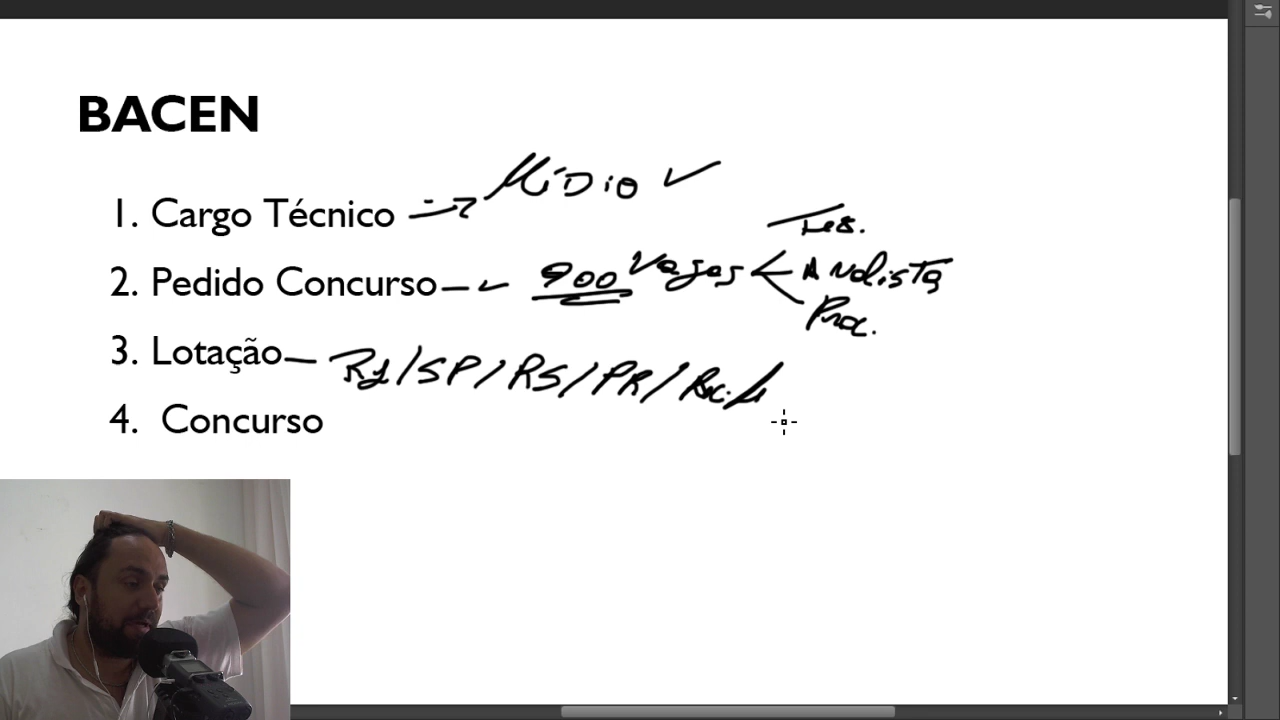 BACEN
1. Cargo Técnico → MÉDIO ✓
Tec.
2. Pedido Concurso — ✓ 900 Vagas < Analista
Proc.
3. Lotação — RJ/SP/RS/PR/Recife
4. Concurso